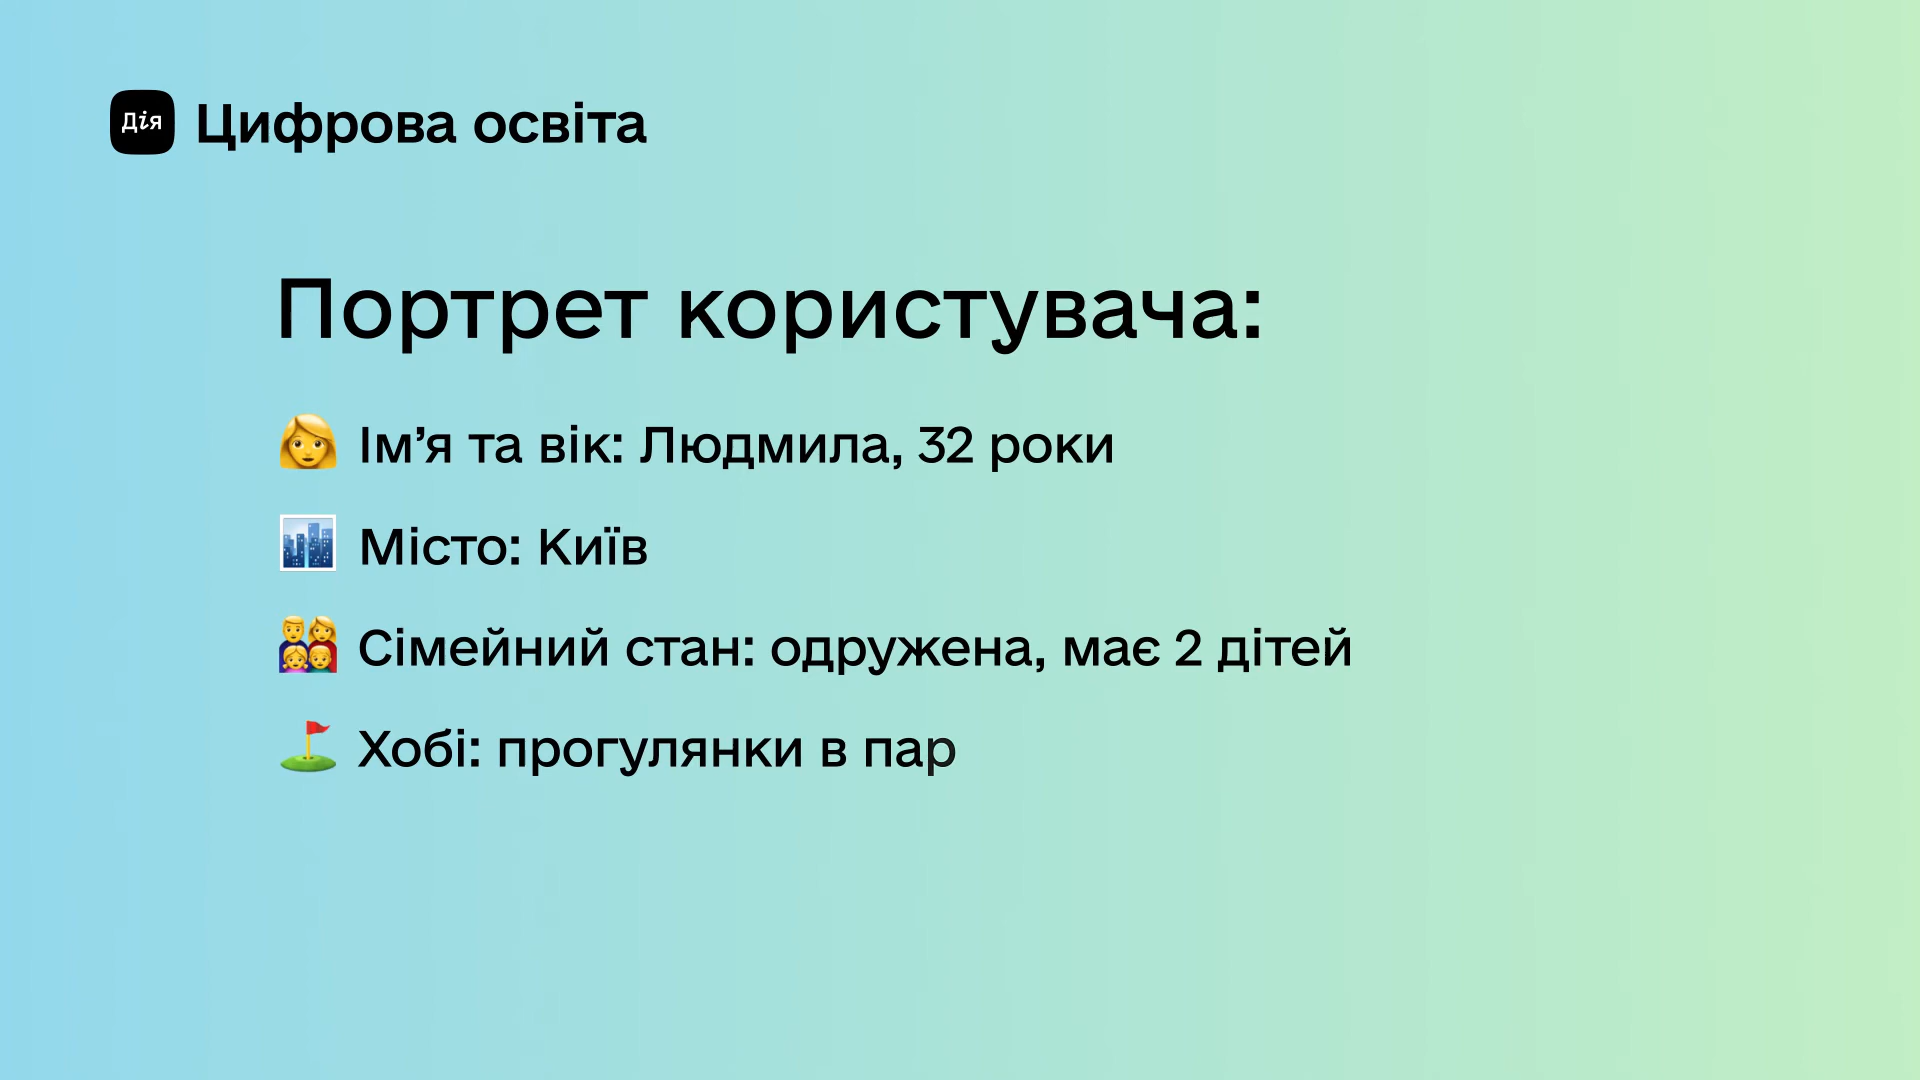 Дія Цифрова освіта
Портрет користувача:
Ім’я та вік: Людмила, 32 роки
Місто: Київ
Сімейний стан: одружена, має 2 дітей
Хобі: прогулянки в пар